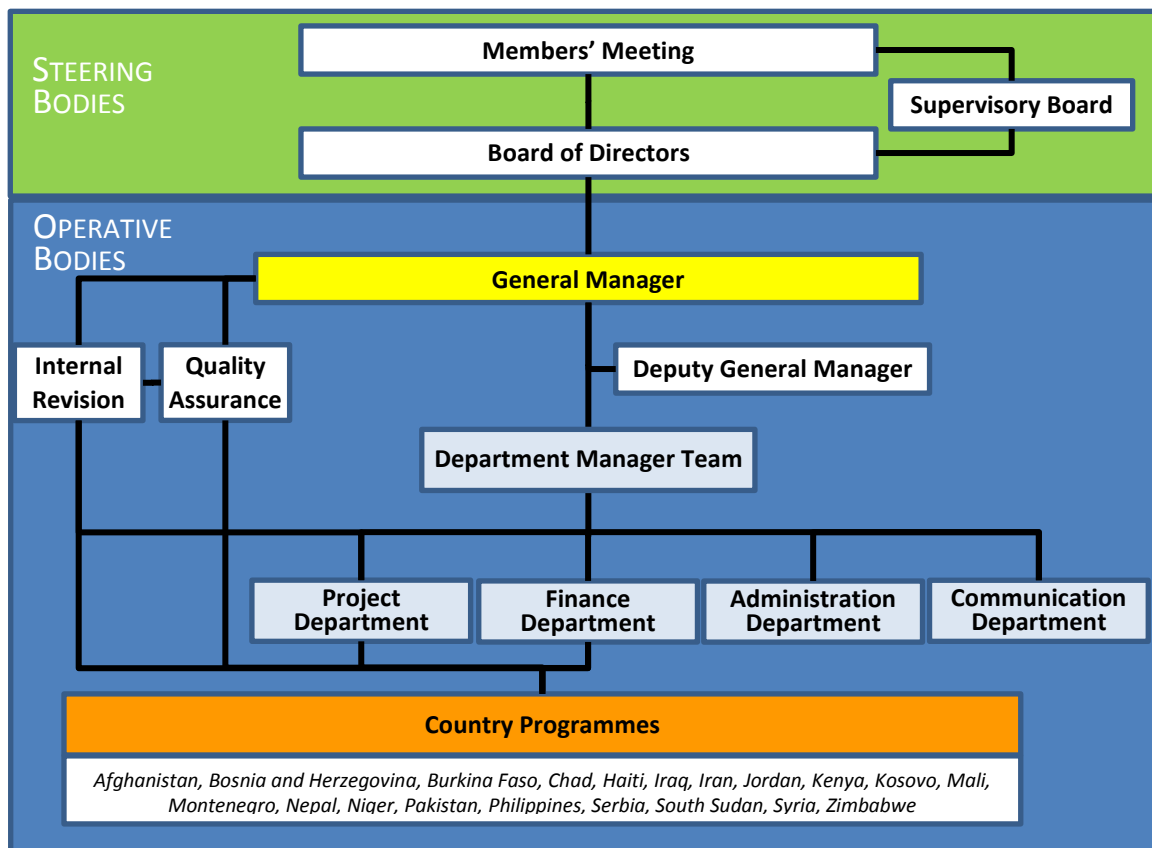 STEERING
BODIES
Members’ Meeting
Supervisory Board
Board of Directors
OPERATIVE
BODIES
General Manager
Internal
Revision
Quality
Assurance
Deputy General Manager
Department Manager Team
Project
Department
Finance
Department
Administration
Department
Communication
Department
Country Programmes
Afghanistan, Bosnia and Herzegovina, Burkina Faso, Chad, Haiti, Iraq, Iran, Jordan, Kenya, Kosovo, Mali,
Montenegro, Nepal, Niger, Pakistan, Philippines, Serbia, South Sudan, Syria, Zimbabwe